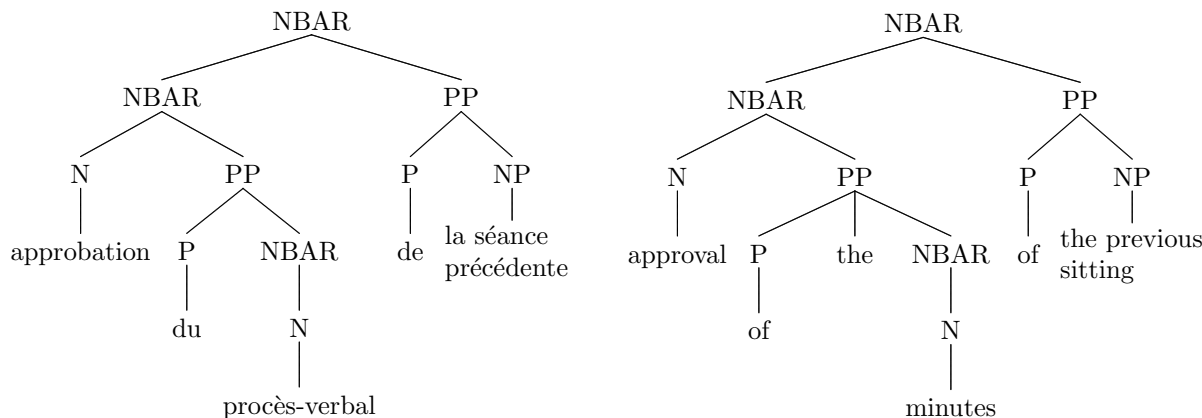 NBAR NBAR
NBAR PP NBAR PP
N PP P NP N PP P NP
approbation P NBAR de la séance précédente approval P the NBAR of the previous sitting
du N of N
procès-verbal minutes